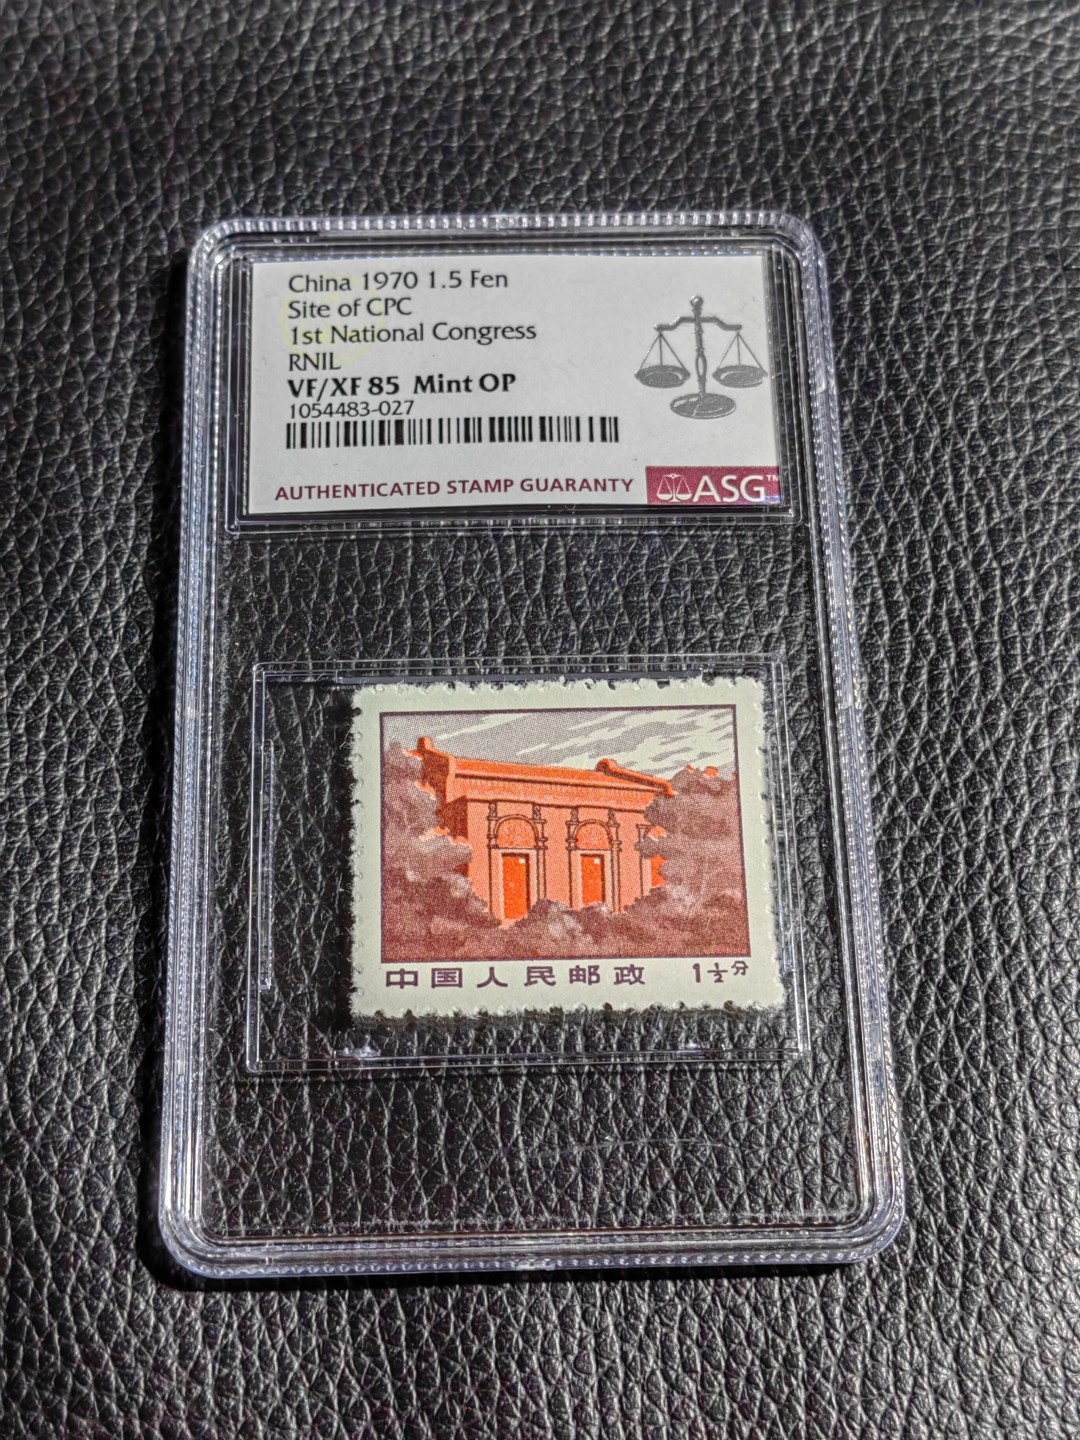 China 1970 1.5 Fen
Site of CPC
1st National Congress
RNIL
VF/XF 85 Mint OP
1054483-027
AUTHENTICATED STAMP GUARANTY ASG™
中国人民邮政 1½分